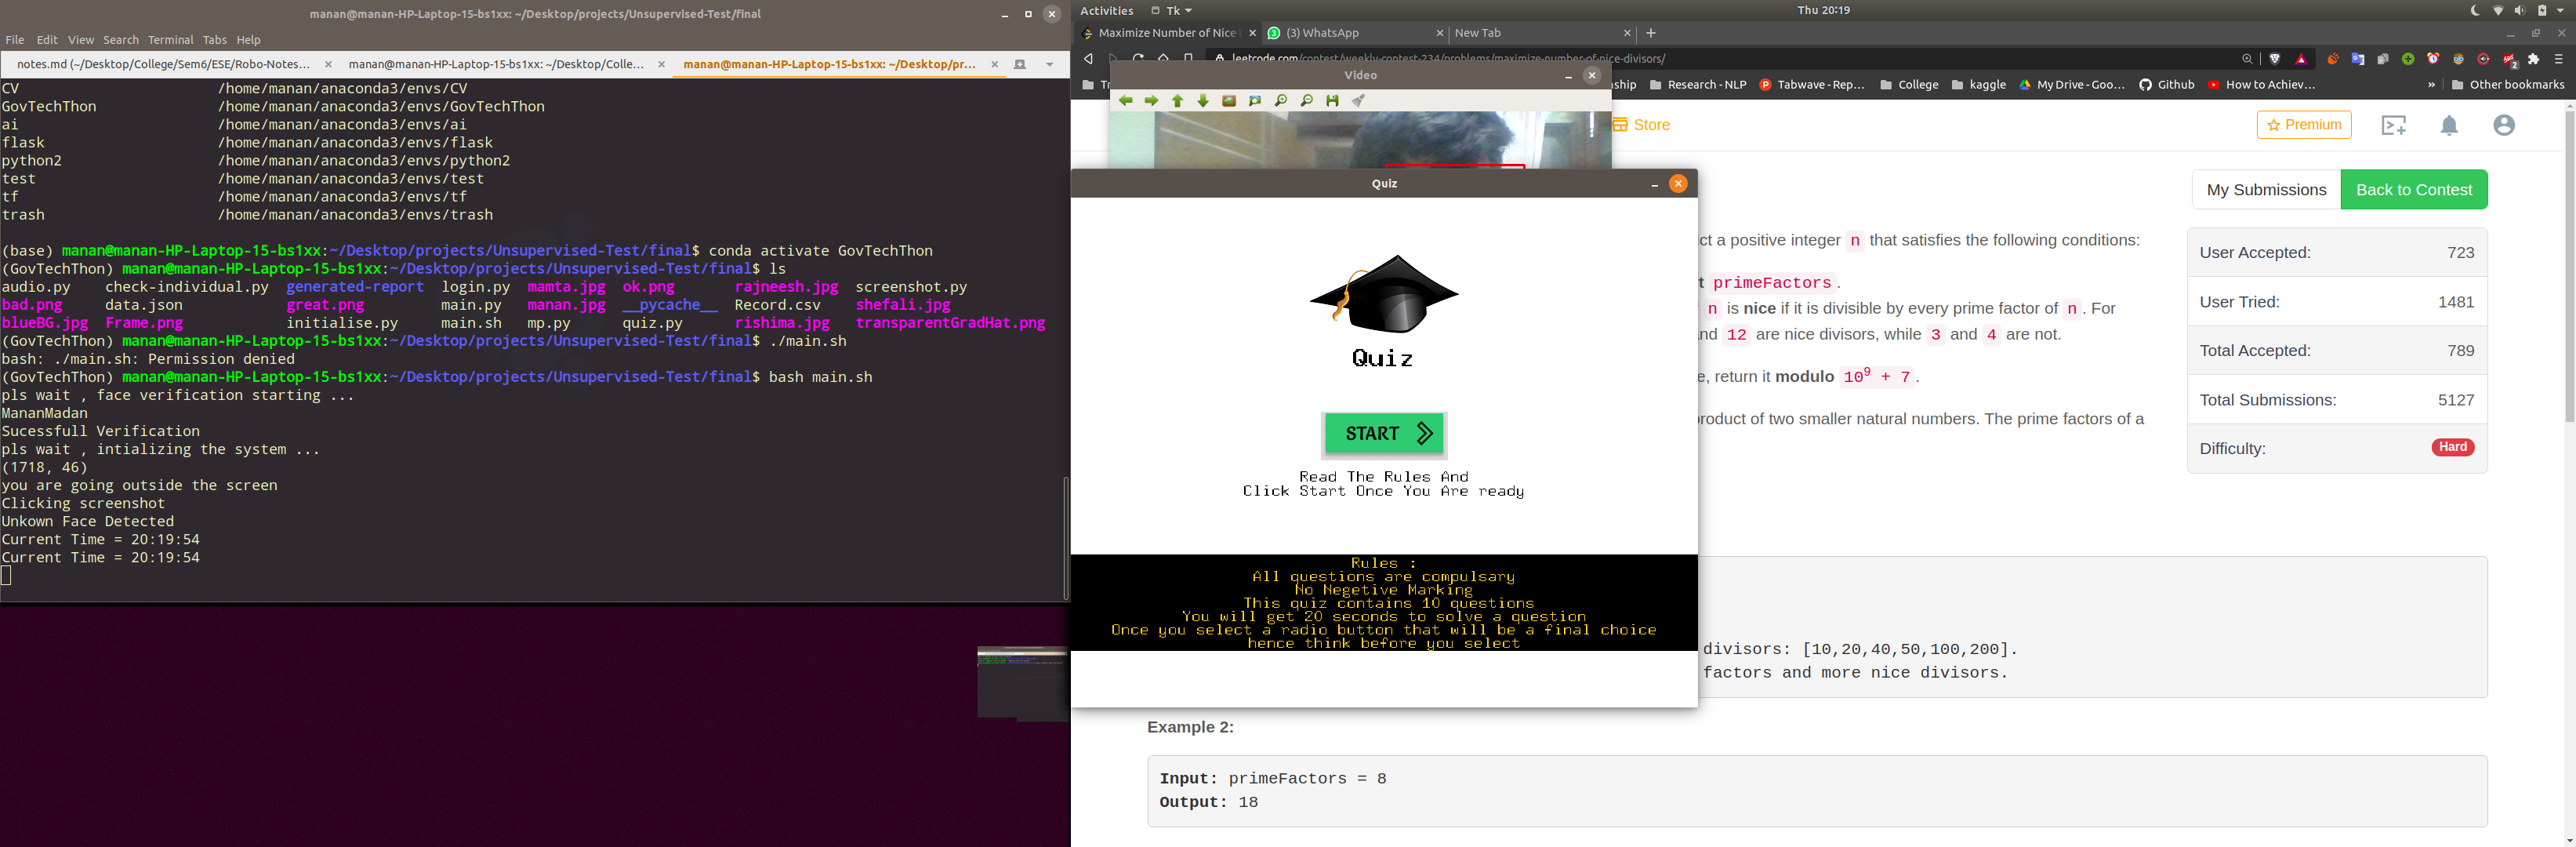 manan@manan-HP-Laptop-15-bs1xx: ~/Desktop/projects/Unsupervised-Test/final
File Edit View Search Terminal Tabs Help
notes.md (~/Desktop/College/Sem6/ESE/Robo-Notes...
manan@manan-HP-Laptop-15-bs1xx: ~/Desktop/Colle...
manan@manan-HP-Laptop-15-bs1xx: ~/Desktop/pr...
CV /home/manan/anaconda3/envs/CV
GovTechThon /home/manan/anaconda3/envs/GovTechThon
ai /home/manan/anaconda3/envs/ai
flask /home/manan/anaconda3/envs/flask
python2 /home/manan/anaconda3/envs/python2
test /home/manan/anaconda3/envs/test
tf /home/manan/anaconda3/envs/tf
trash /home/manan/anaconda3/envs/trash
(base) manan@manan-HP-Laptop-15-bs1xx:~/Desktop/projects/Unsupervised-Test/final$ conda activate GovTechThon
(GovTechThon) manan@manan-HP-Laptop-15-bs1xx:~/Desktop/projects/Unsupervised-Test/final$ ls
audio.py check-individual.py generated-report login.py mamta.jpg ok.png rajneesh.jpg screenshot.py
bad.png data.json great.png main.py manan.jpg __pycache__ Record.csv shefali.jpg
blueBG.jpg Frame.png initialise.py main.sh mp.py quiz.py rishima.jpg transparentGradHat.png
(GovTechThon) manan@manan-HP-Laptop-15-bs1xx:~/Desktop/projects/Unsupervised-Test/final$ ./main.sh
bash: ./main.sh: Permission denied
(GovTechThon) manan@manan-HP-Laptop-15-bs1xx:~/Desktop/projects/Unsupervised-Test/final$ bash main.sh
pls wait , face verification starting ...
MananMadan
Sucessfull Verification
pls wait , intializing the system ...
(1718, 46)
you are going outside the screen
Clicking screenshot
Unkown Face Detected
Current Time = 20:19:54
Current Time = 20:19:54
Activities Tk Thu 20:19
Maximize Number of Nice
(3) WhatsApp
New Tab
leetcode.com/contest/weekly-contest-234/problems/maximize-number-of-nice-divisors/
Research - NLP
Tabwave - Rep...
College
kaggle
My Drive - Goo...
Github
How to Achiev...
»
Other bookmarks
Video
Store
Premium
My Submissions
Back to Contest
Quiz
Quiz
START
Read The Rules And
Click Start Once You Are ready
Rules :
All questions are compulsary
No Negetive Marking
This quiz contains 10 questions
You will get 20 seconds to solve a question
Once you select a radio button that will be a final choice
hence think before you select
ct a positive integer n that satisfies the following conditions:
t primeFactors.
n is nice if it is divisible by every prime factor of n. For
nd 12 are nice divisors, while 3 and 4 are not.
e, return it modulo 10⁹ + 7.
product of two smaller natural numbers. The prime factors of a
User Accepted: 723
User Tried: 1481
Total Accepted: 789
Total Submissions: 5127
Difficulty: Hard
divisors: [10,20,40,50,100,200].
factors and more nice divisors.
Example 2:
Input: primeFactors = 8
Output: 18